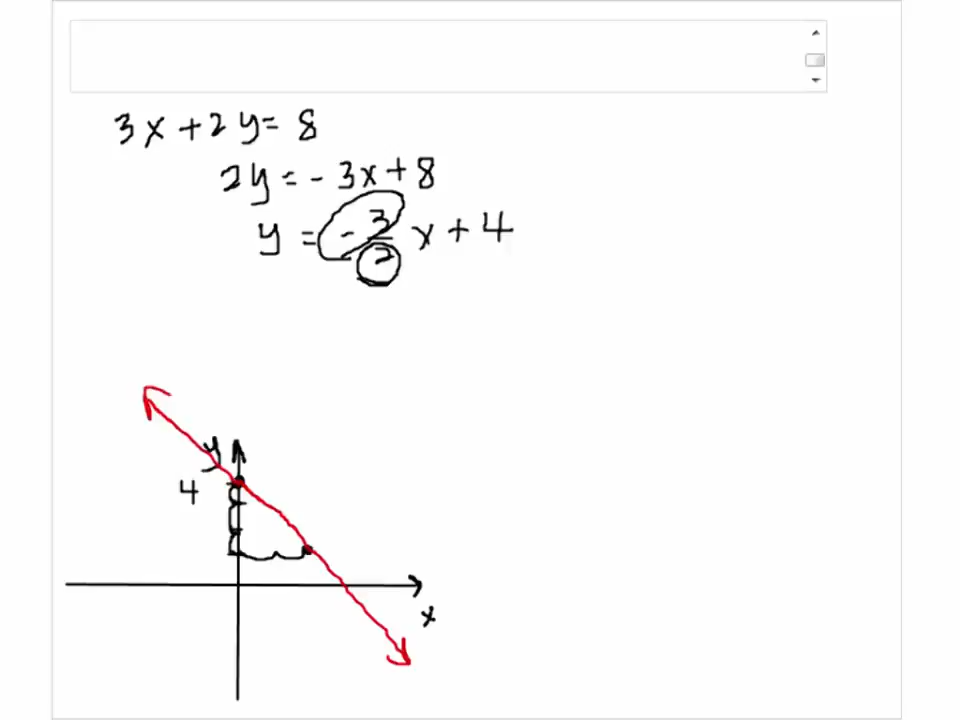 3x + 2y = 8
2y = - 3x + 8
y = - 3/2 x + 4
y
4
x